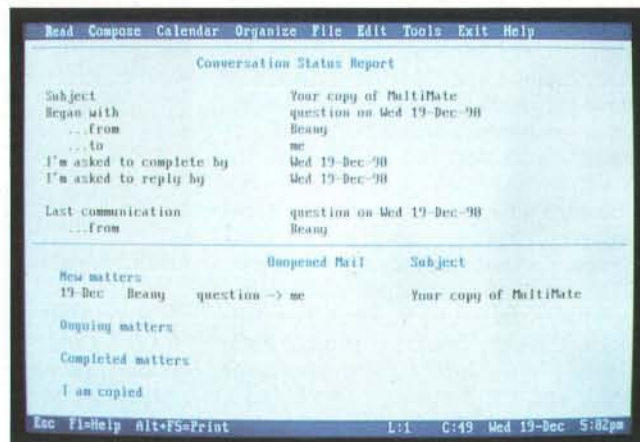 Read Compose Calendar Organize File Edit Tools Exit Help
Conversation Status Report
Subject Your copy of MultiMate
Began with question on Wed 19-Dec-90
...from Beany
...to me
I'm asked to complete by Wed 19-Dec-90
I'm asked to reply by Wed 19-Dec-90
Last communication question on Wed 19-Dec-90
...from Beany
Unopened Mail Subject
New matters
19-Dec Beany question -> me Your copy of MultiMate
Ongoing matters
Completed matters
I am copied
Esc F1=Help Alt+F5=Print L:1 C:49 Wed 19-Dec 5:02pm